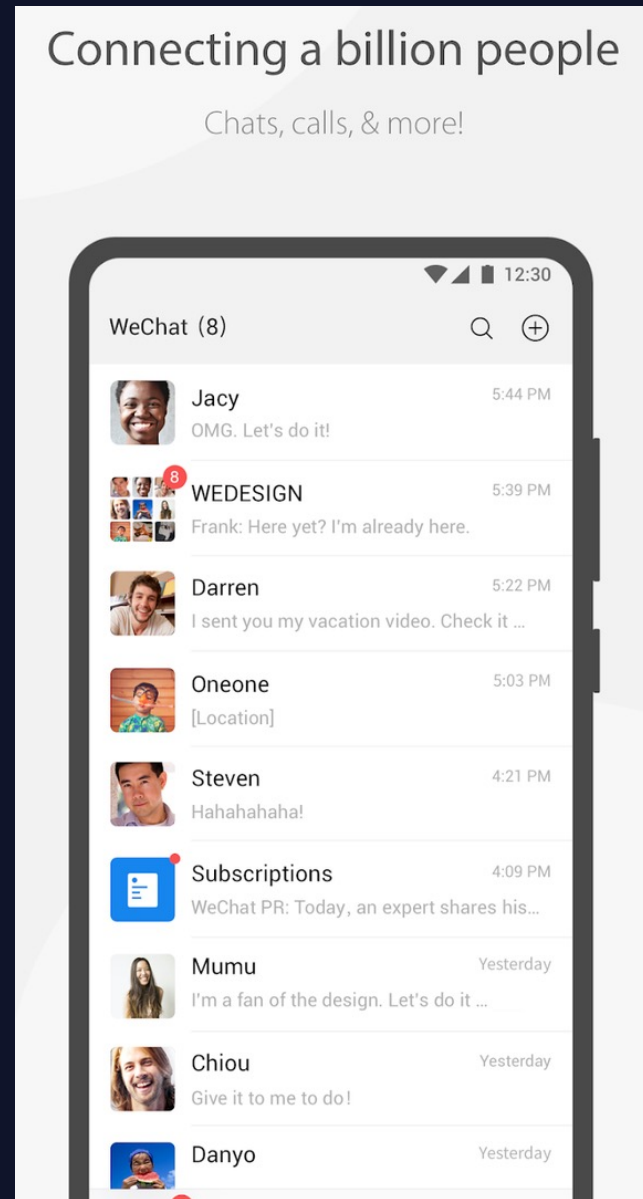 Connecting a billion people
Chats, calls, & more!
12:30
WeChat (8)
Jacy
5:44 PM
OMG. Let's do it!
8
WEDESIGN
5:39 PM
Frank: Here yet? I'm already here.
Darren
5:22 PM
I sent you my vacation video. Check it ...
Oneone
5:03 PM
[Location]
Steven
4:21 PM
Hahahahaha!
Subscriptions
4:09 PM
WeChat PR: Today, an expert shares his...
Mumu
Yesterday
I'm a fan of the design. Let's do it ...
Chiou
Yesterday
Give it to me to do!
Danyo
Yesterday